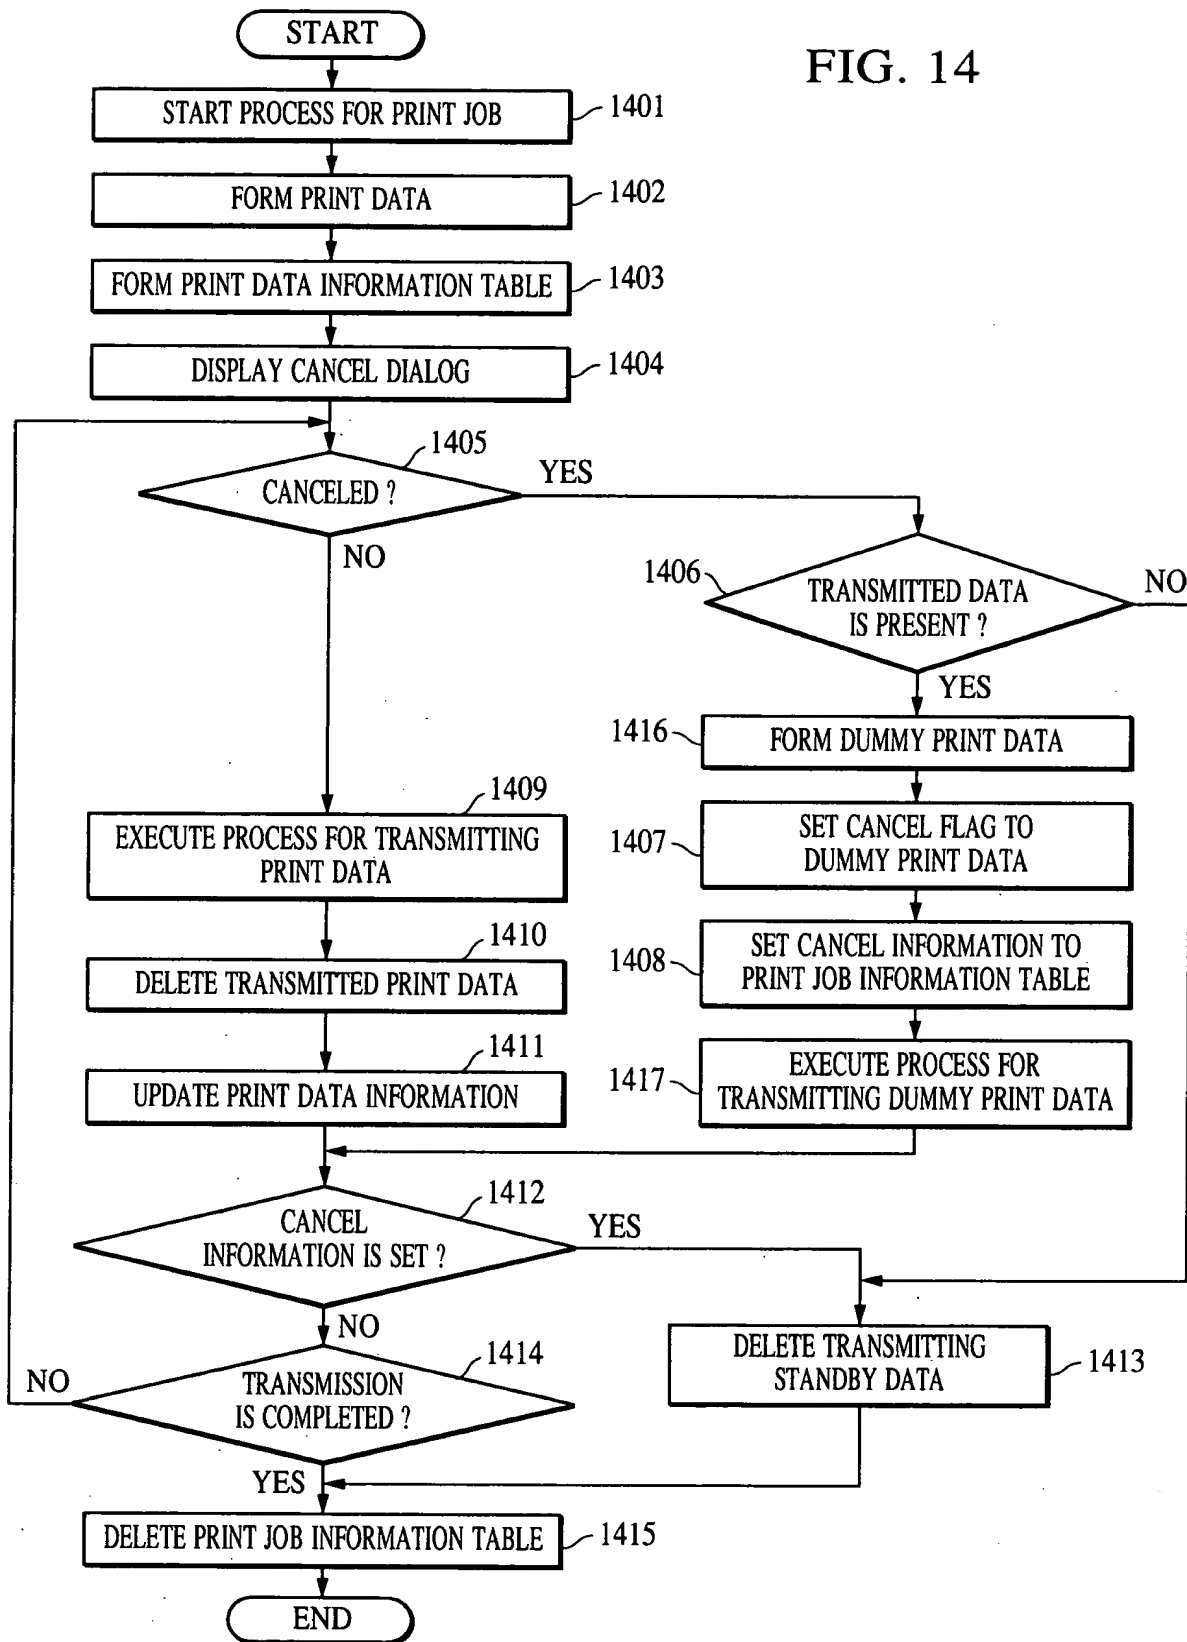 START
FIG. 14
START PROCESS FOR PRINT JOB
1401
FORM PRINT DATA
1402
FORM PRINT DATA INFORMATION TABLE
1403
DISPLAY CANCEL DIALOG
1404
1405
CANCELED ?
YES
NO
1406
TRANSMITTED DATA
IS PRESENT ?
NO
YES
1416
FORM DUMMY PRINT DATA
1409
EXECUTE PROCESS FOR TRANSMITTING
PRINT DATA
1407
SET CANCEL FLAG TO
DUMMY PRINT DATA
1410
DELETE TRANSMITTED PRINT DATA
1408
SET CANCEL INFORMATION TO
PRINT JOB INFORMATION TABLE
1411
UPDATE PRINT DATA INFORMATION
1417
EXECUTE PROCESS FOR
TRANSMITTING DUMMY PRINT DATA
1412
CANCEL
INFORMATION IS SET ?
YES
NO
1414
TRANSMISSION
IS COMPLETED ?
NO
DELETE TRANSMITTING
STANDBY DATA
1413
YES
DELETE PRINT JOB INFORMATION TABLE
1415
END